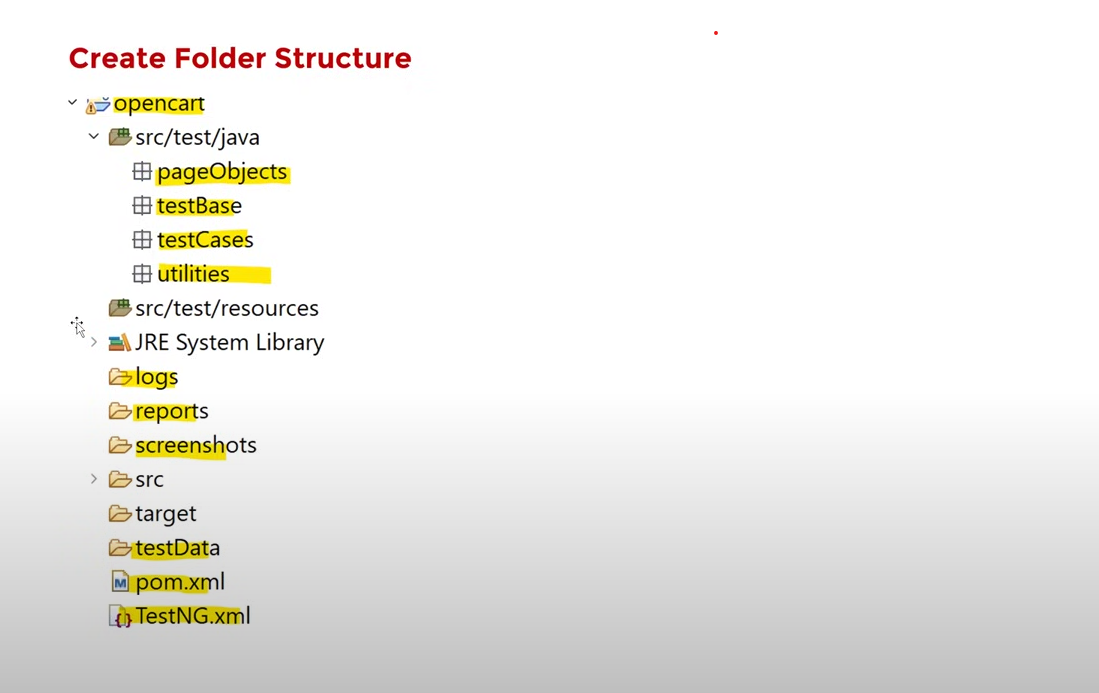 Create Folder Structure
opencart
src/test/java
pageObjects
testBase
testCases
utilities
src/test/resources
JRE System Library
logs
reports
screenshots
src
target
testData
pom.xml
TestNG.xml